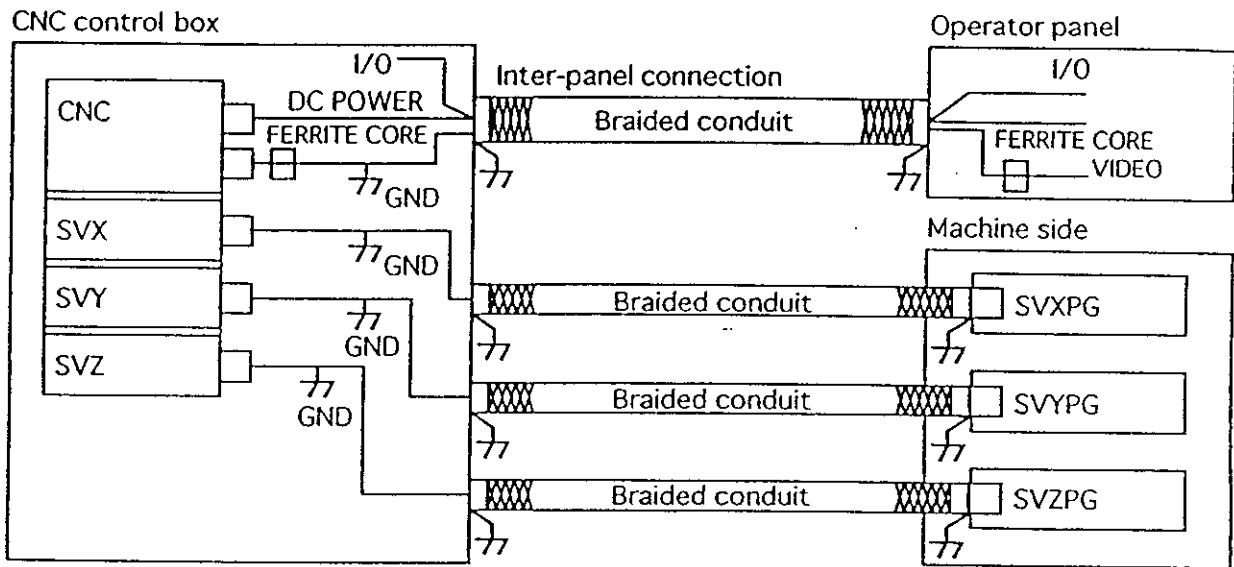 CNC control box
Operator panel
I/O
Inter-panel connection
I/O
CNC
DC POWER
Braided conduit
FERRITE CORE
FERRITE CORE
VIDEO
GND
SVX
Machine side
GND
SVY
Braided conduit
SVXPG
GND
SVZ
Braided conduit
SVYPG
GND
Braided conduit
SVZPG